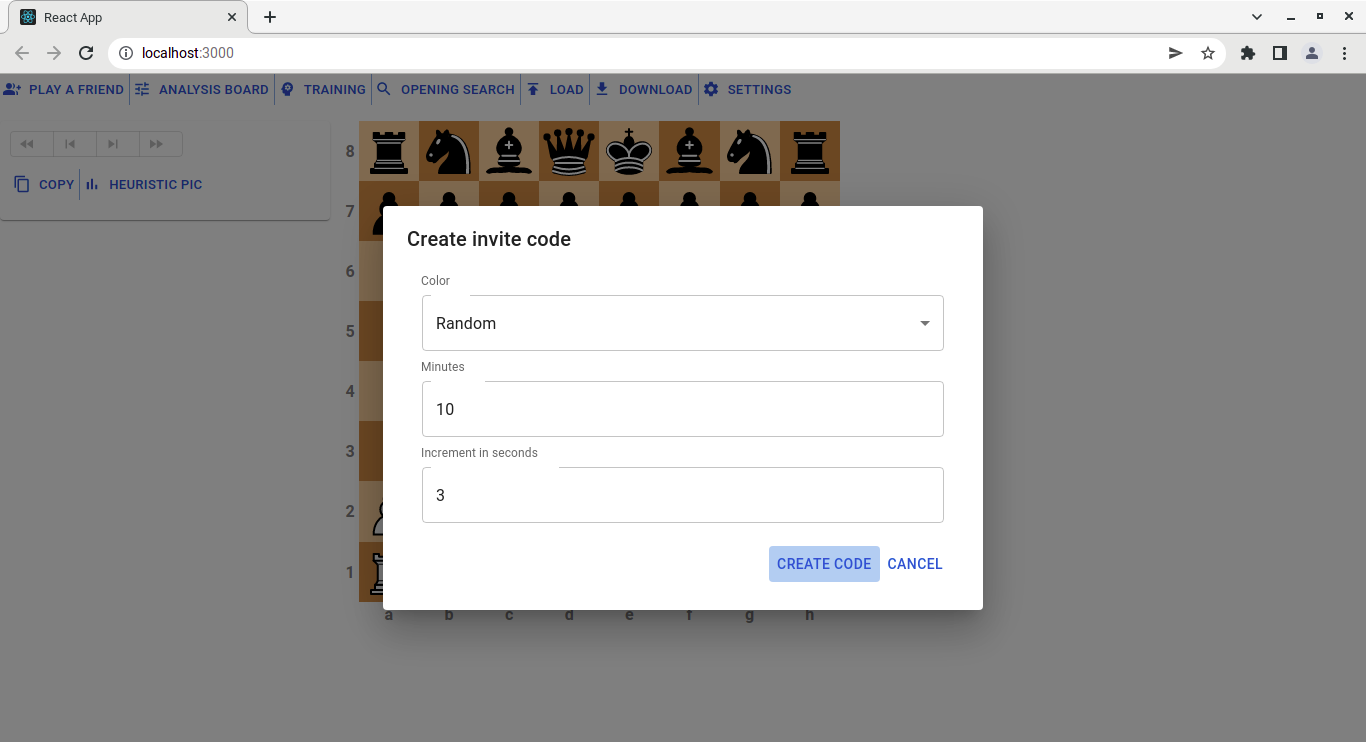 React App
localhost:3000
PLAY A FRIEND ANALYSIS BOARD TRAINING OPENING SEARCH LOAD DOWNLOAD SETTINGS
COPY HEURISTIC PIC
8
7
6
5
4
3
2
1
a b c d e f g h
Create invite code
Color
Random
Minutes
10
Increment in seconds
3
CREATE CODE CANCEL